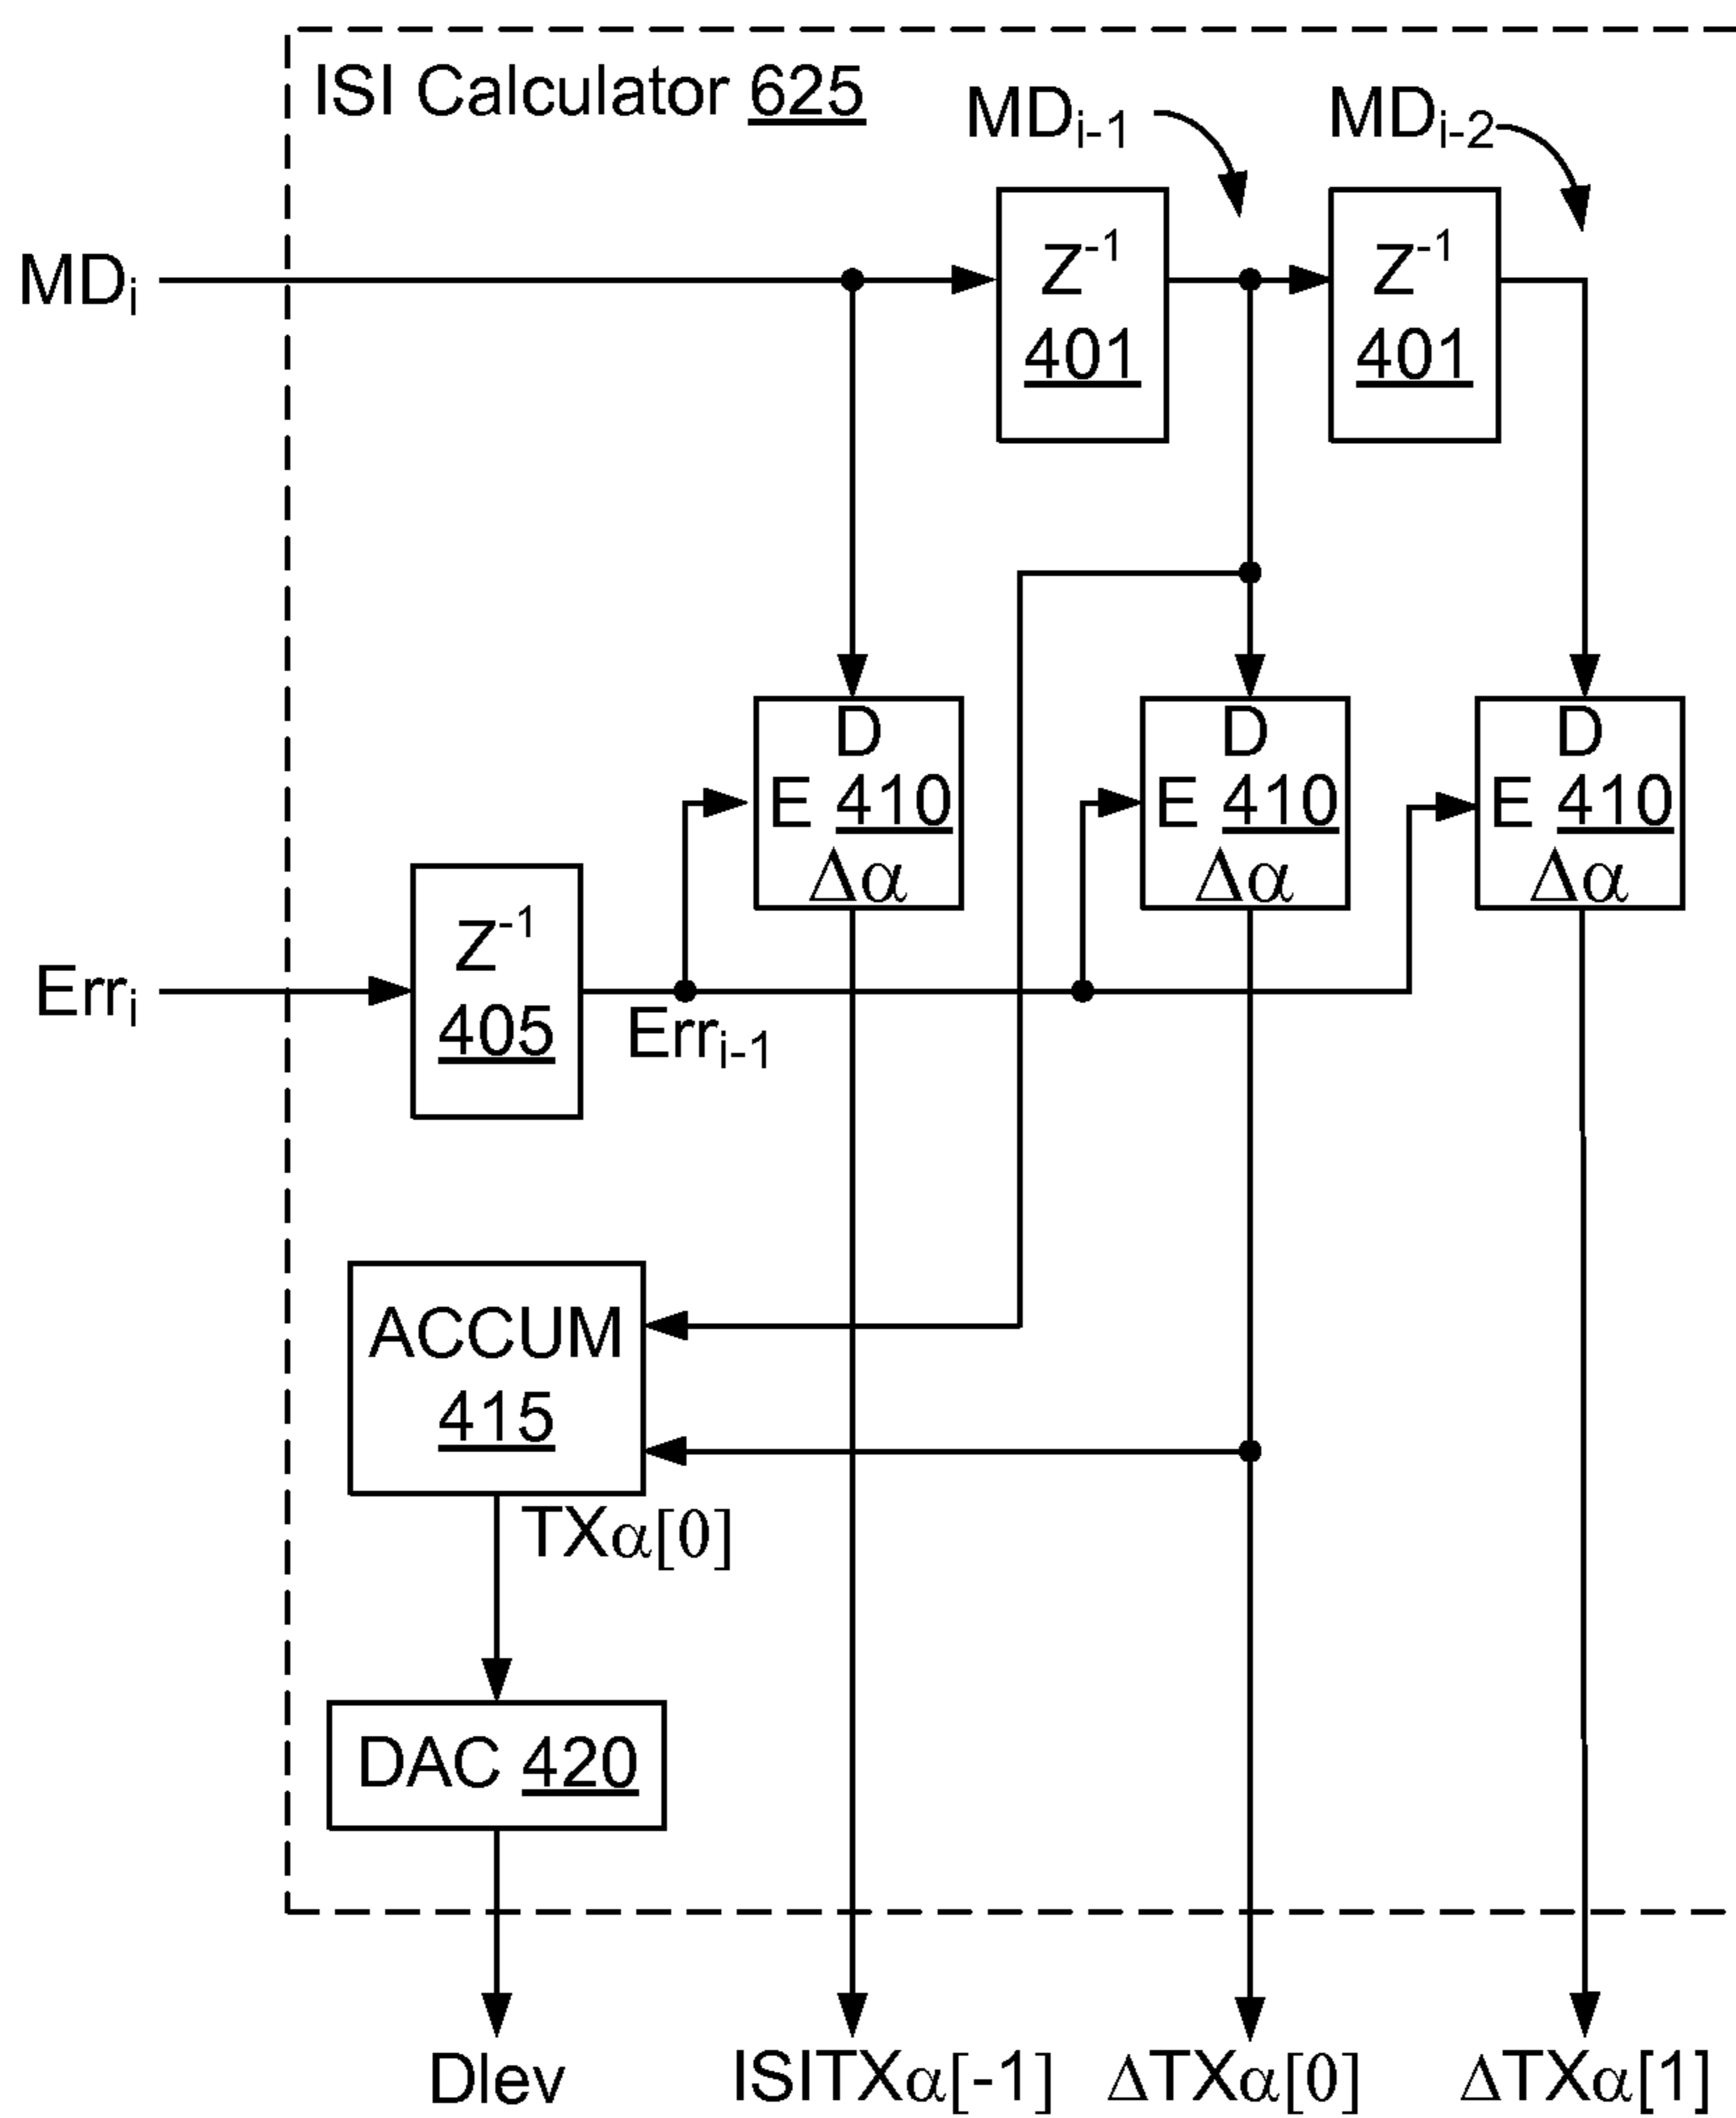 ISI Calculator 625
MDi-1
MDi-2
MDi
Z-1
401
Z-1
401
D
E 410
Δα
D
E 410
Δα
D
E 410
Δα
Erri
Z-1
405
Erri-1
ACCUM
415
TXα[0]
DAC 420
Dlev
ISITXα[-1]
ΔTXα[0]
ΔTXα[1]